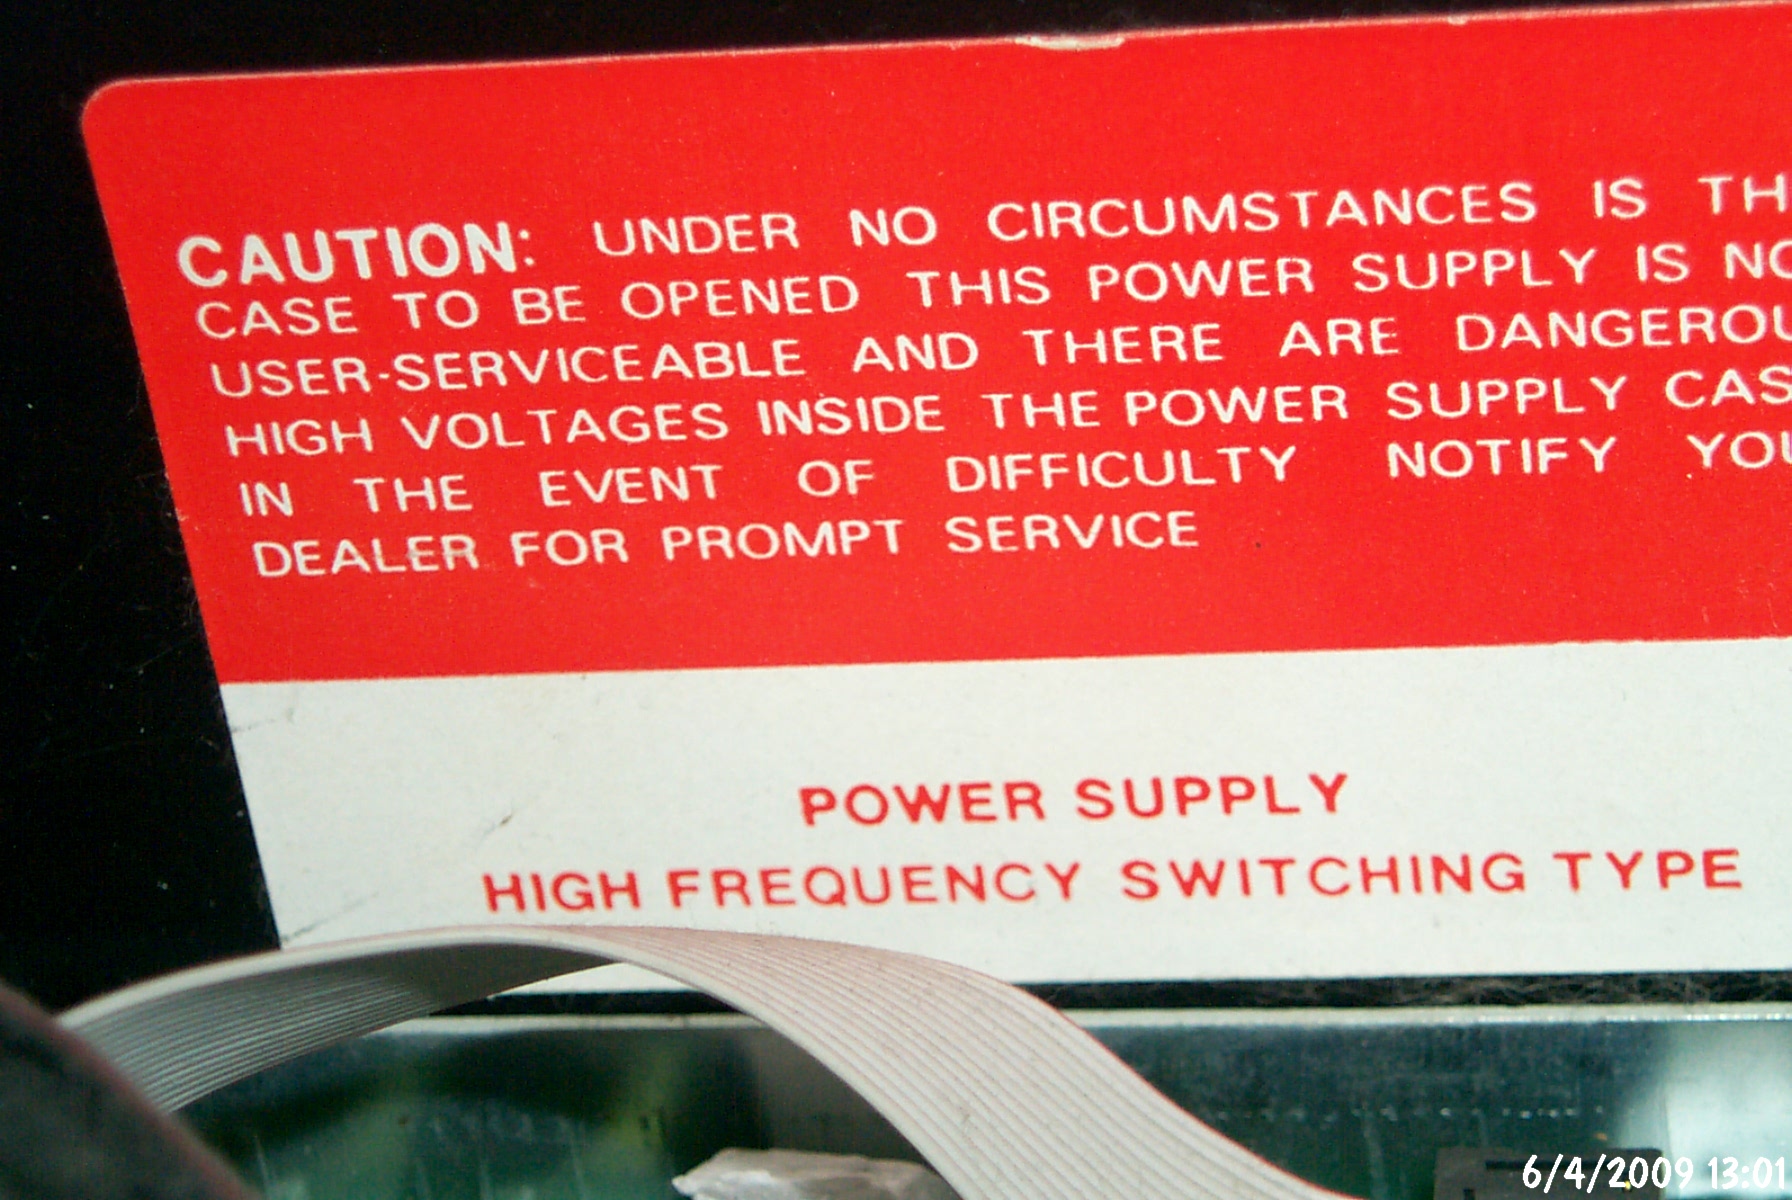 CAUTION: UNDER NO CIRCUMSTANCES IS TH
CASE TO BE OPENED THIS POWER SUPPLY IS NO
USER-SERVICEABLE AND THERE ARE DANGEROU
HIGH VOLTAGES INSIDE THE POWER SUPPLY CAS
IN THE EVENT OF DIFFICULTY NOTIFY YOU
DEALER FOR PROMPT SERVICE
POWER SUPPLY
HIGH FREQUENCY SWITCHING TYPE
6/4/2009 13:01